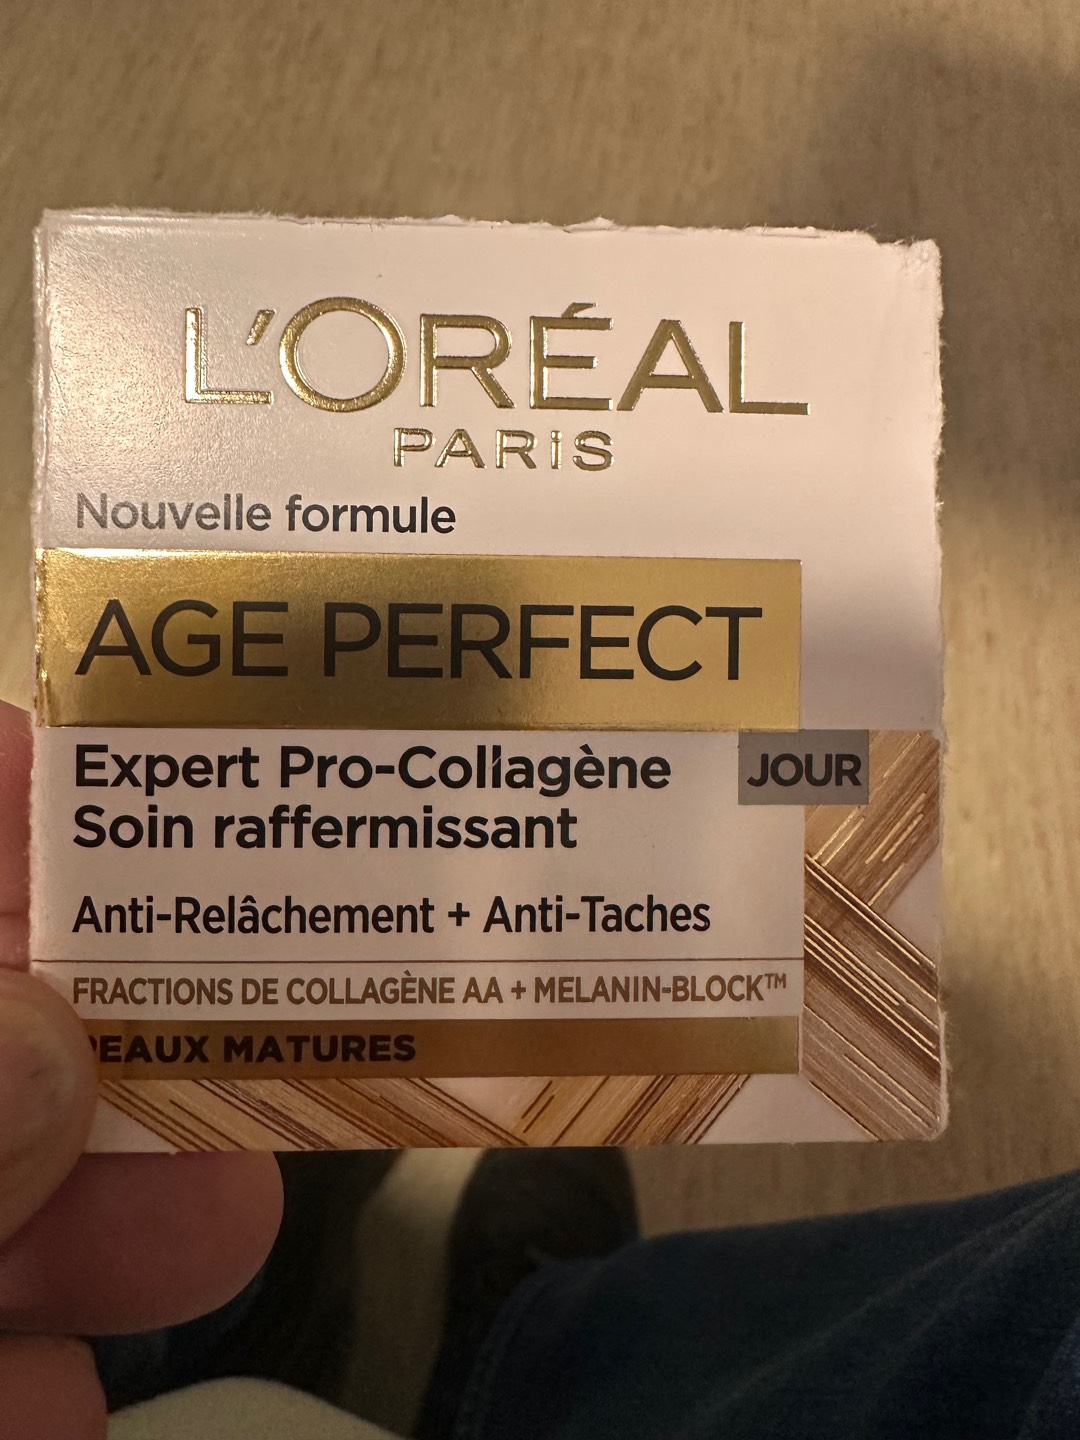 L'ORÉAL
PARiS
Nouvelle formule
AGE PERFECT
Expert Pro-Collagène
JOUR
Soin raffermissant
Anti-Relâchement + Anti-Taches
FRACTIONS DE COLLAGÈNE AA + MELANIN-BLOCK™
PEAUX MATURES